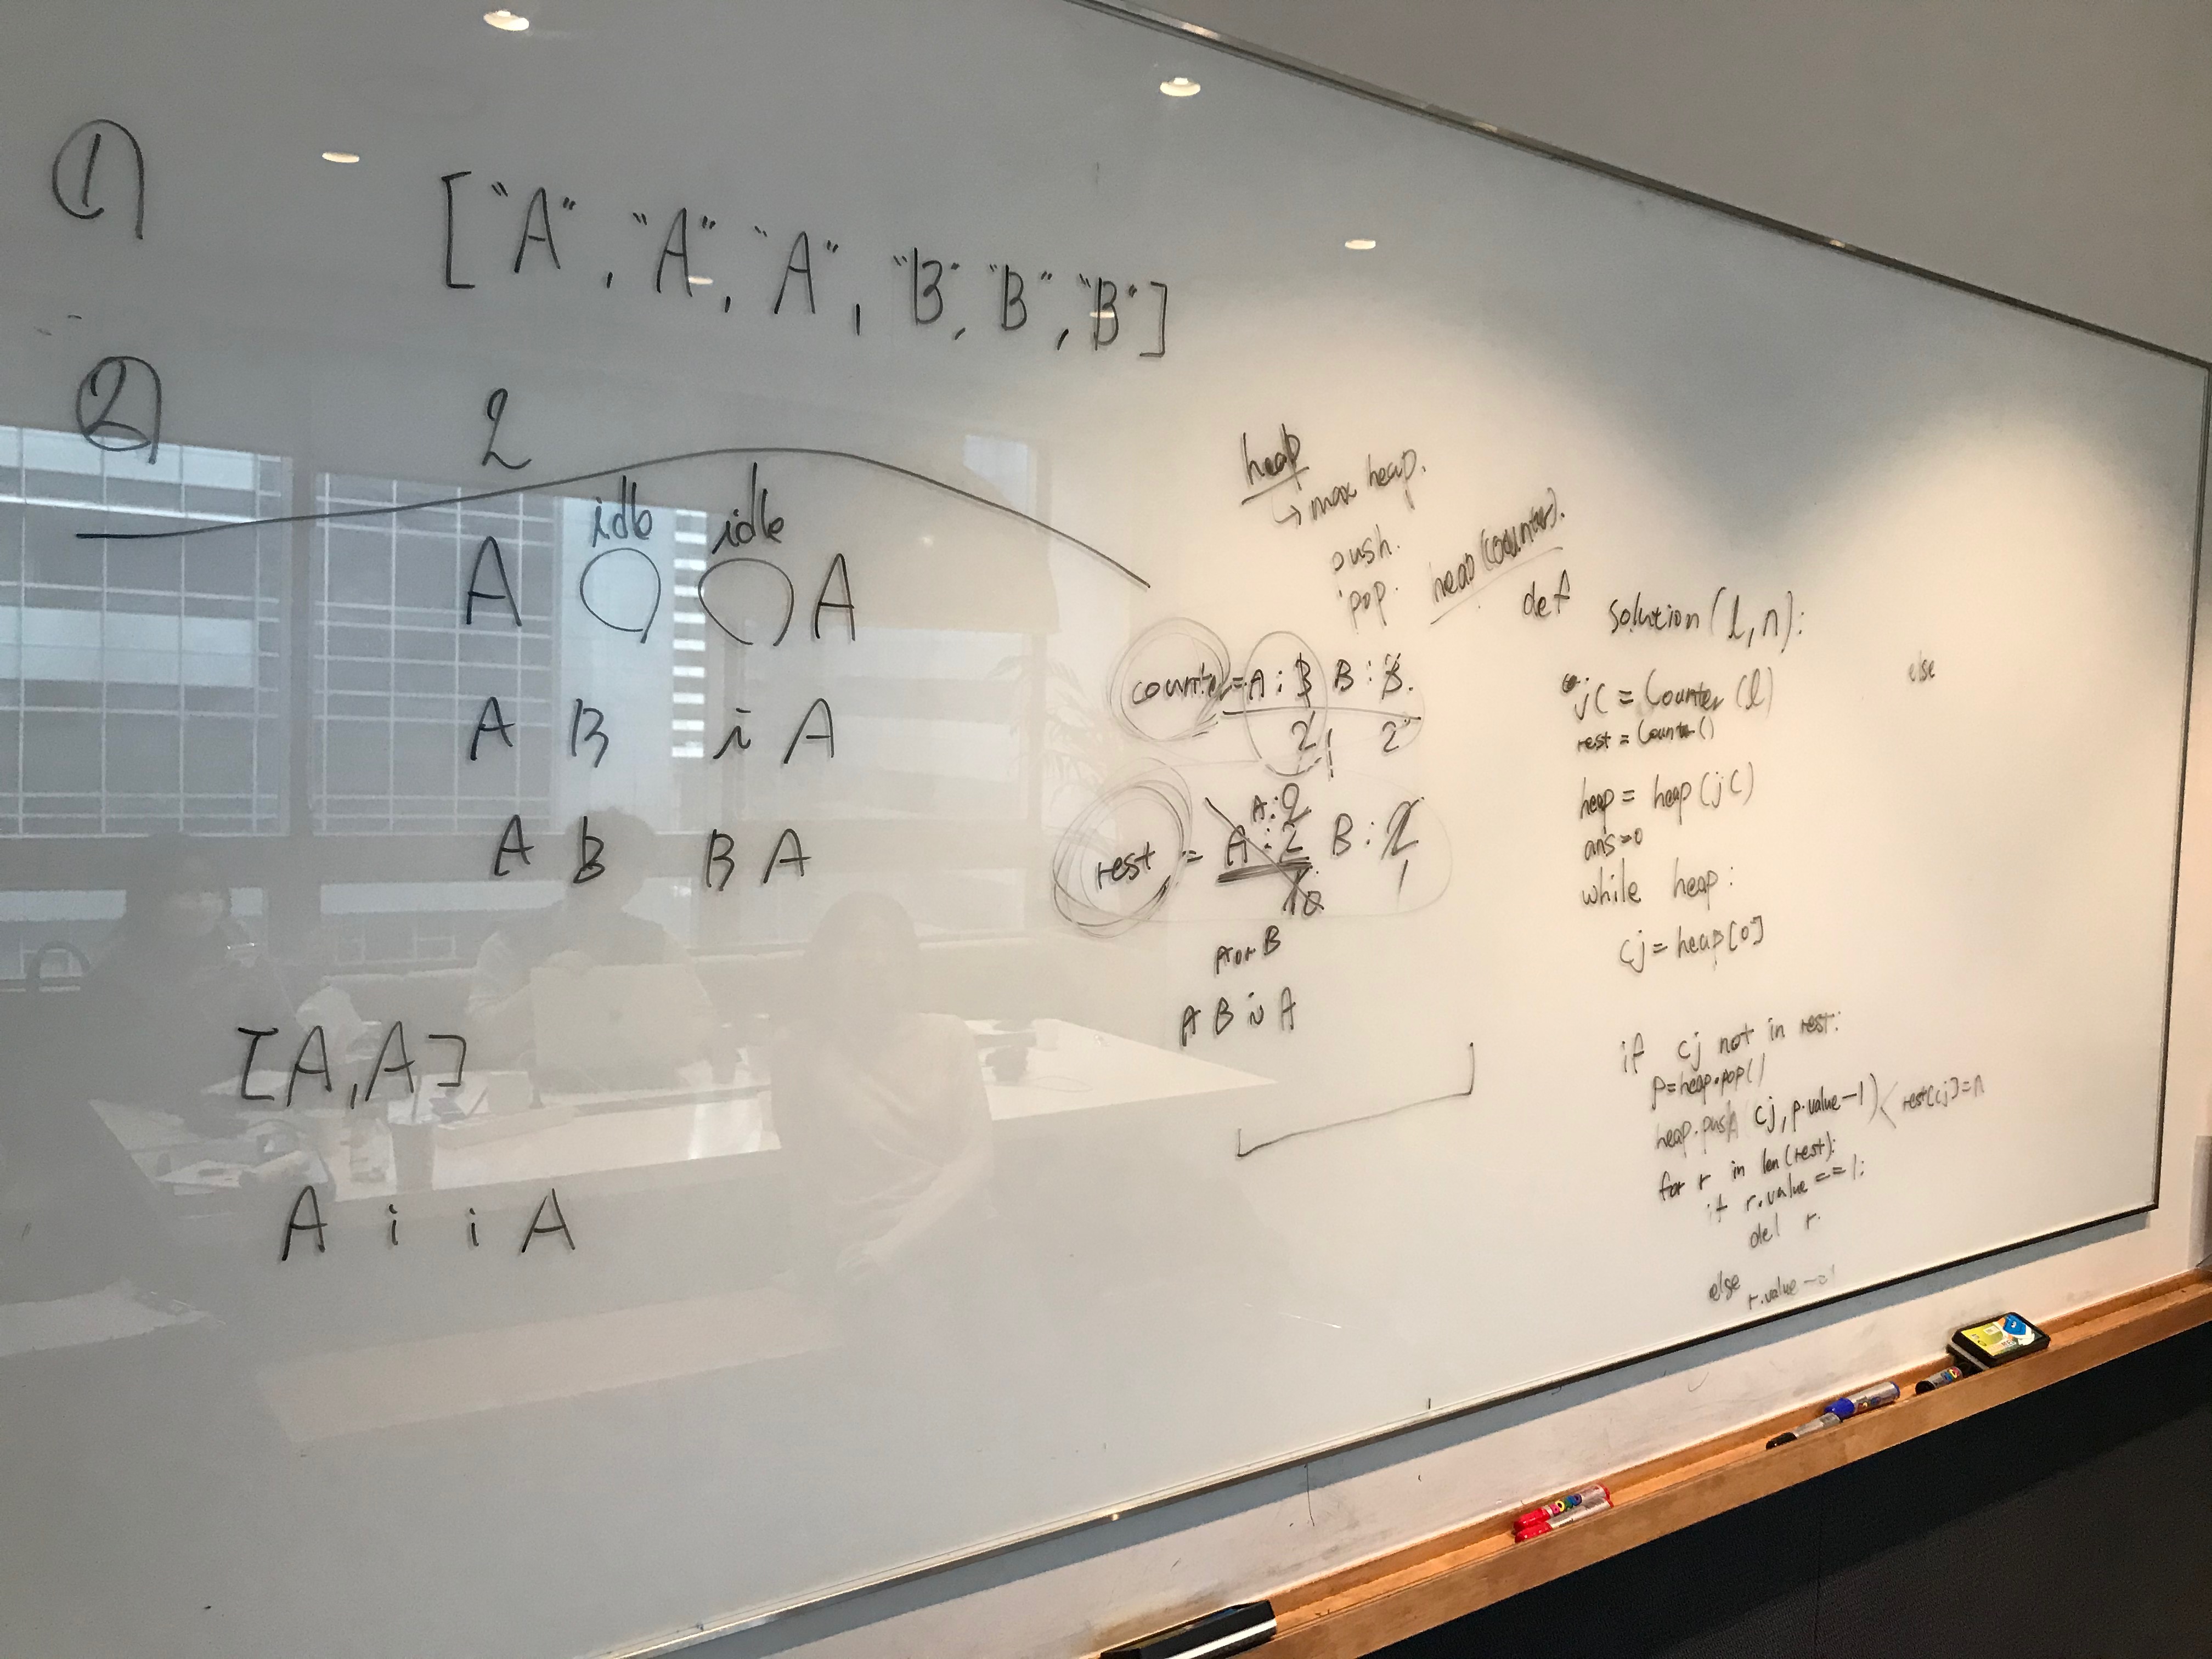 ①
["A", "A", "A", "B", "B", "B"]
②
2
idle idle
A A
A B i A
A B B A
[A, A]
A i i A
heap
→ max heap.
push.
pop.
heap(counter).
counter = A : 3 B : 3.
2 1 2
A : 2
rest = A : 2 B : 2
1 0 1
A or B
A B i A
def solution(l, n):
jC = Counter(l)
rest = Counter()
heap = heap(jC)
ans=0
while heap:
cj = heap[0]
if cj not in rest:
p=heap.pop()
heap.push(cj, p.value-1) < rest[cj]=n
for r in len(rest):
if r.value == 1:
del r.
else
r.value
else